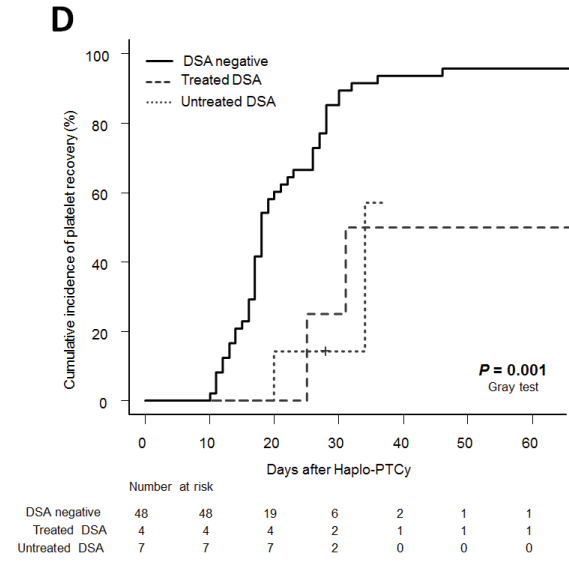 D
Cumulative incidence of platelet recovery (%)
100
80
60
40
20
0
DSA negative
Treated DSA
Untreated DSA
P = 0.001
Gray test
0 10 20 30 40 50 60
Days after Haplo-PTCy
Number at risk
DSA negative 48 48 19 6 2 1 1
Treated DSA 4 4 4 2 1 1 1
Untreated DSA 7 7 7 2 0 0 0